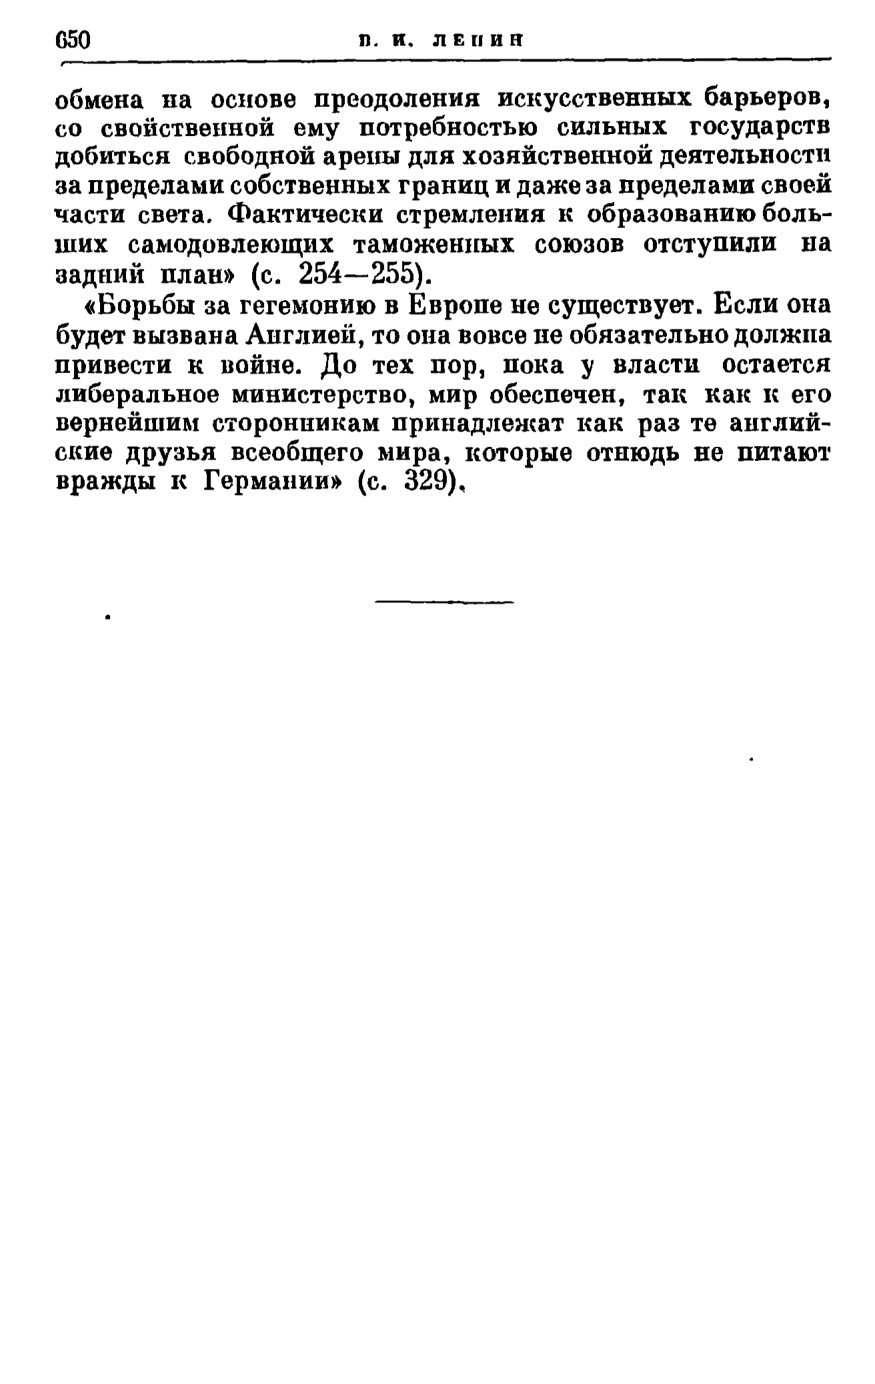 650 В. И. ЛЕНИН
обмена на основе преодоления искусственных барьеров,
со свойственной ему потребностью сильных государств
добиться свободной арены для хозяйственной деятельности
за пределами собственных границ и даже за пределами своей
части света. Фактически стремления к образованию боль-
ших самодовлеющих таможенных союзов отступили на
задний план» (с. 254—255).
«Борьбы за гегемонию в Европе не существует. Если она
будет вызвана Англией, то она вовсе не обязательно должна
привести к войне. До тех пор, пока у власти остается
либеральное министерство, мир обеспечен, так как к его
вернейшим сторонникам принадлежат как раз те англий-
ские друзья всеобщего мира, которые отнюдь не питают
вражды к Германии» (с. 329).